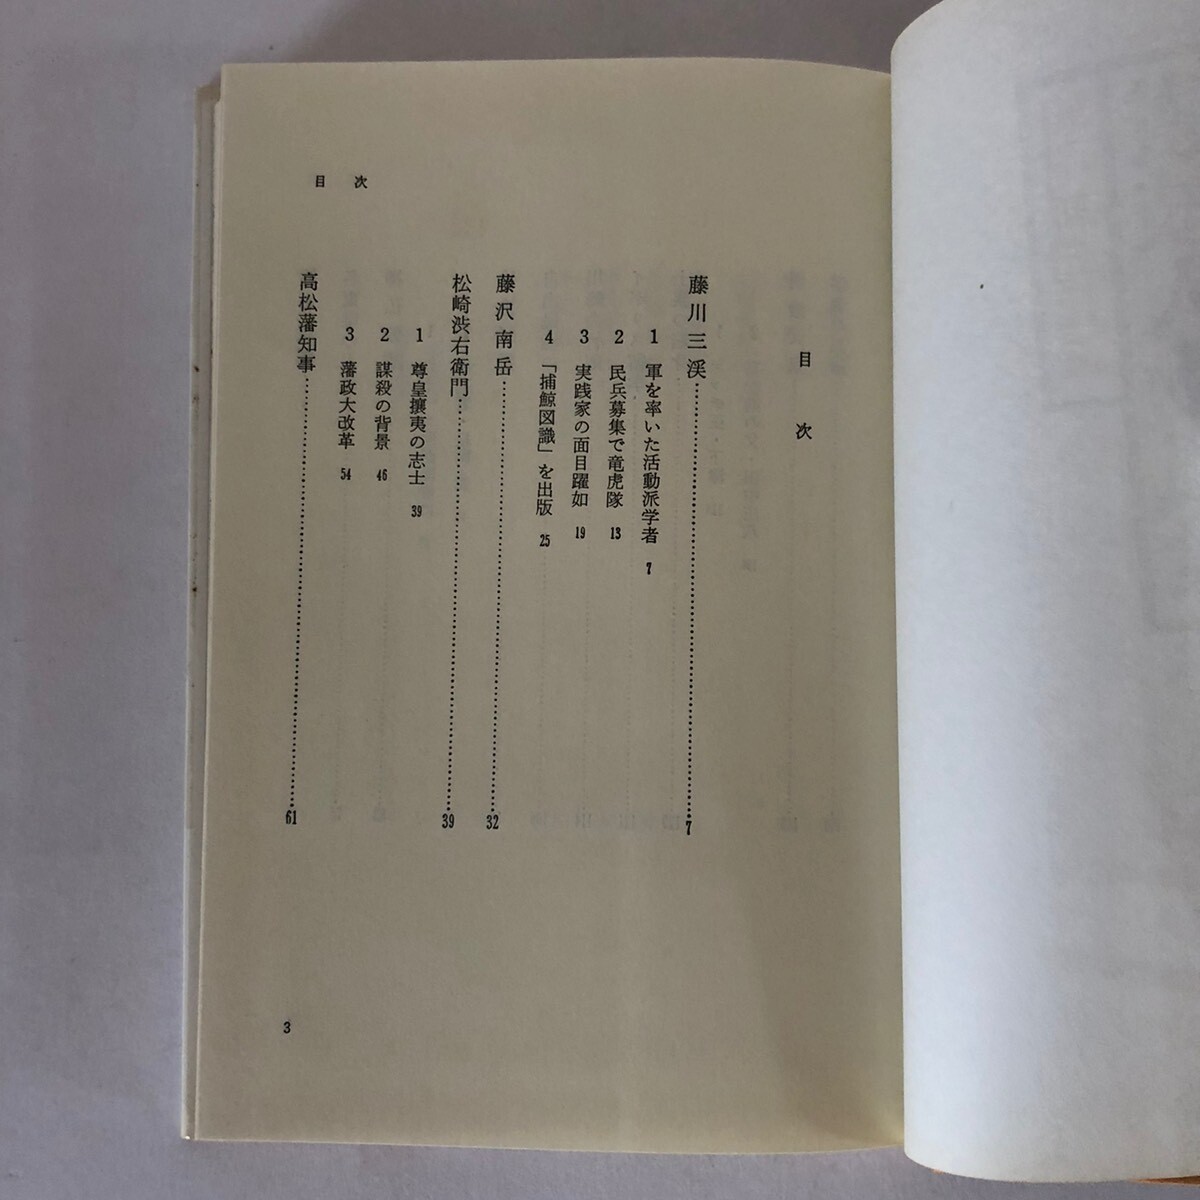 目次
藤川三渓……7
1 軍を率いた活動派学者 7
2 民兵募集で竜虎隊 13
3 実践家の面目躍如 19
4 「捕鯨図識」を出版 25
藤沢南岳……32
松崎渋右衛門……39
1 尊皇攘夷の志士 39
2 謀殺の背景 46
3 藩政大改革 54
高松藩知事……61
目次
3